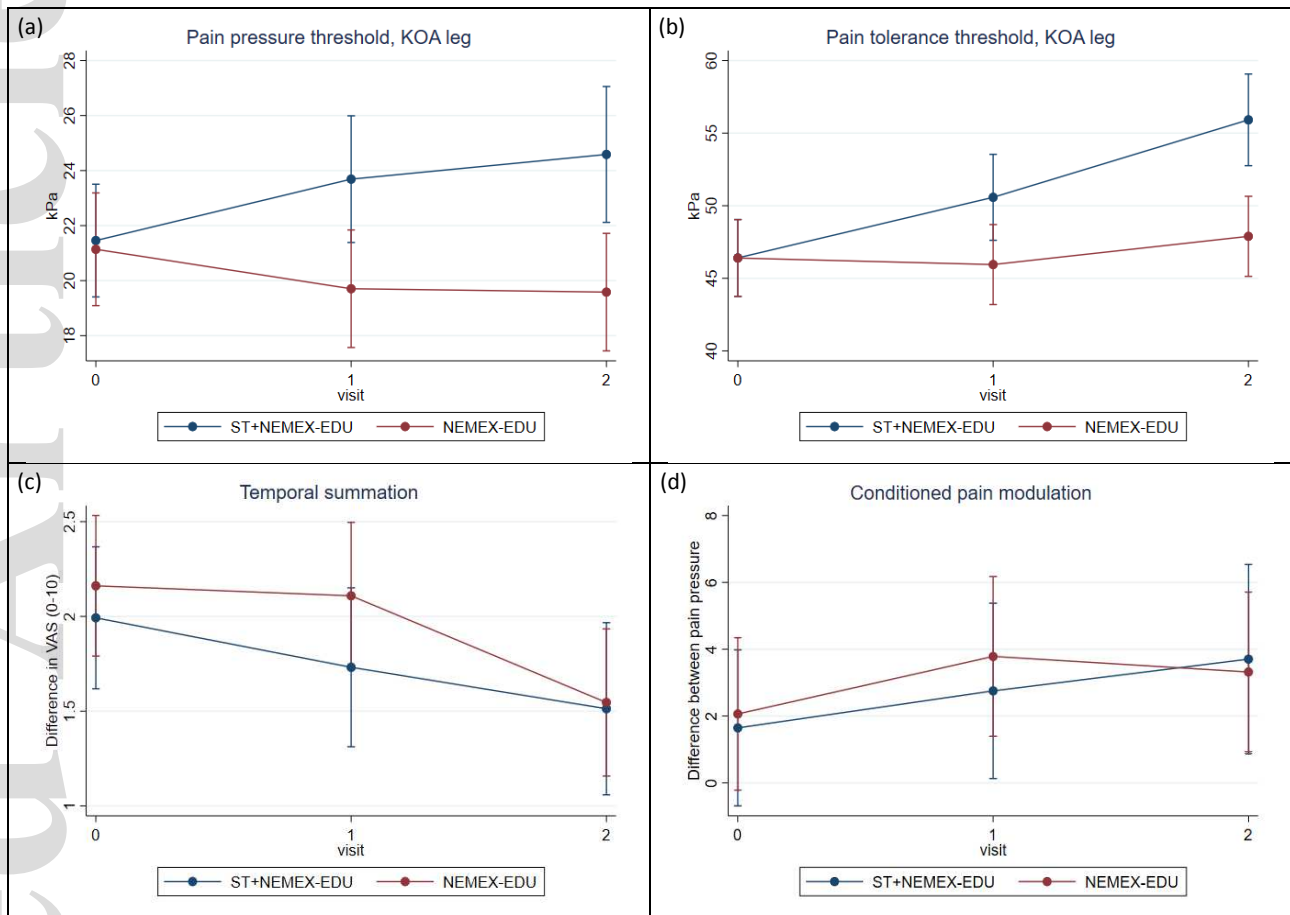 (a)
Pain pressure threshold, KOA leg
28
26
24
22
20
18
kPa
0 1 2
visit
ST+NEMEX-EDU NEMEX-EDU
(b)
Pain tolerance threshold, KOA leg
60
55
50
45
40
kPa
0 1 2
visit
ST+NEMEX-EDU NEMEX-EDU
(c)
Temporal summation
2.5
2
1.5
1
Difference in VAS (0-10)
0 1 2
visit
ST+NEMEX-EDU NEMEX-EDU
(d)
Conditioned pain modulation
8
6
4
2
0
Difference between pain pressure
0 1 2
visit
ST+NEMEX-EDU NEMEX-EDU